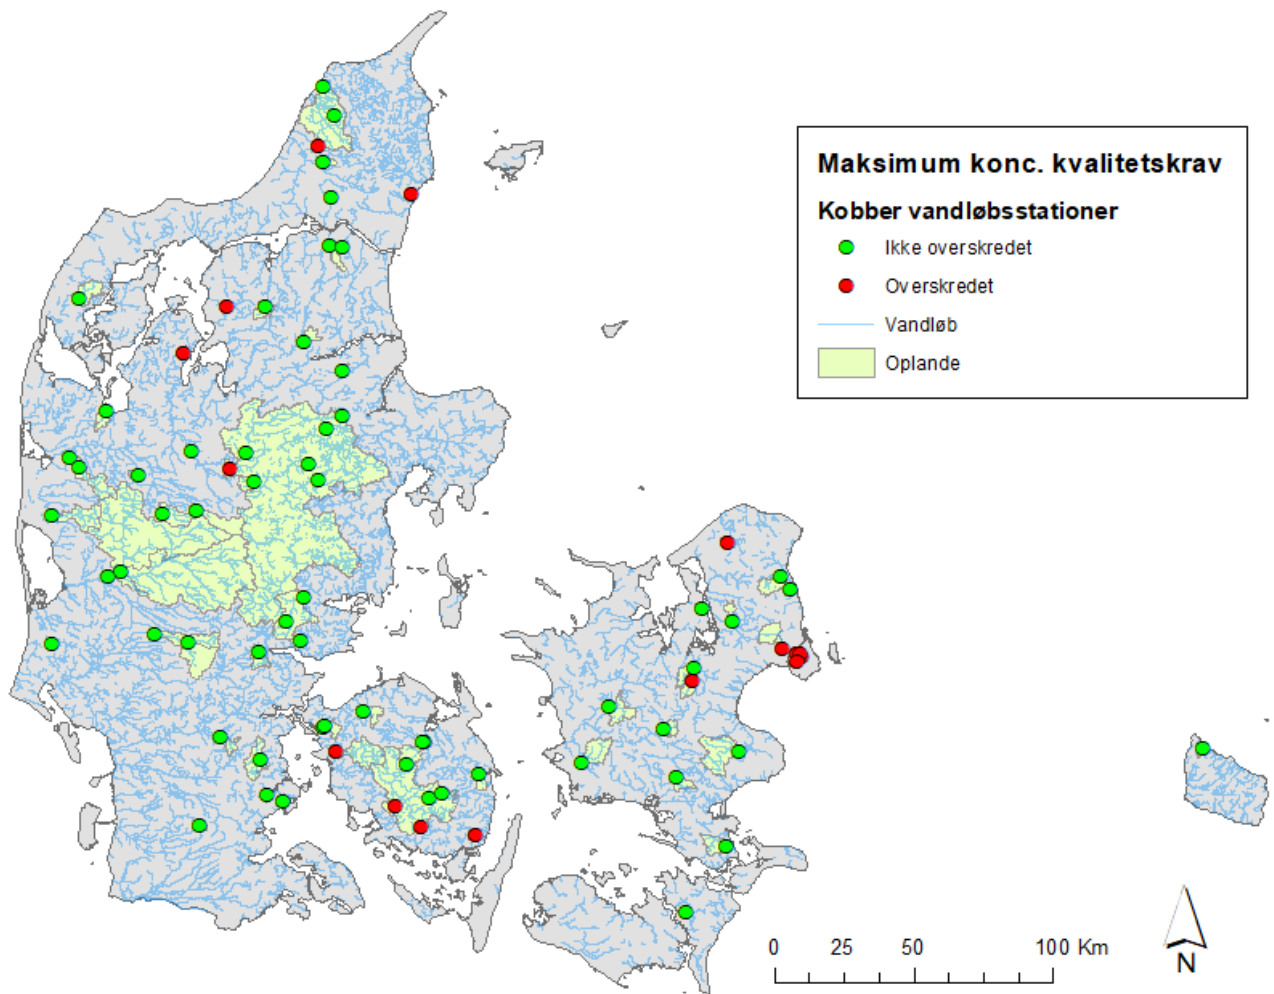 Maksimum konc. kvalitetskrav
Kobber vandløbsstationer
Ikke overskredet
Overskredet
Vandløb
Oplande
0 25 50 100 Km
N